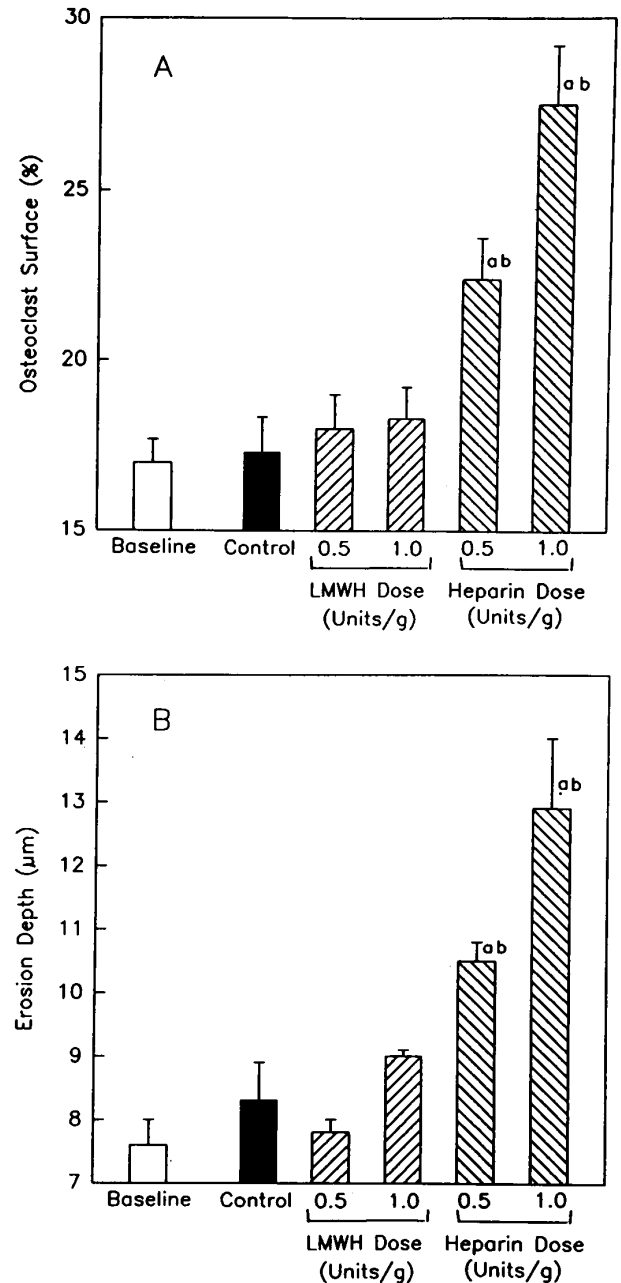 30
A
ab
25
ab
Osteoclast Surface (%)
20
15
Baseline Control 0.5 1.0 0.5 1.0
LMWH Dose Heparin Dose
(Units/g) (Units/g)
15
B
14
ab
13
12
11
ab
Erosion Depth (μm)
10
9
8
7
Baseline Control 0.5 1.0 0.5 1.0
LMWH Dose Heparin Dose
(Units/g) (Units/g)